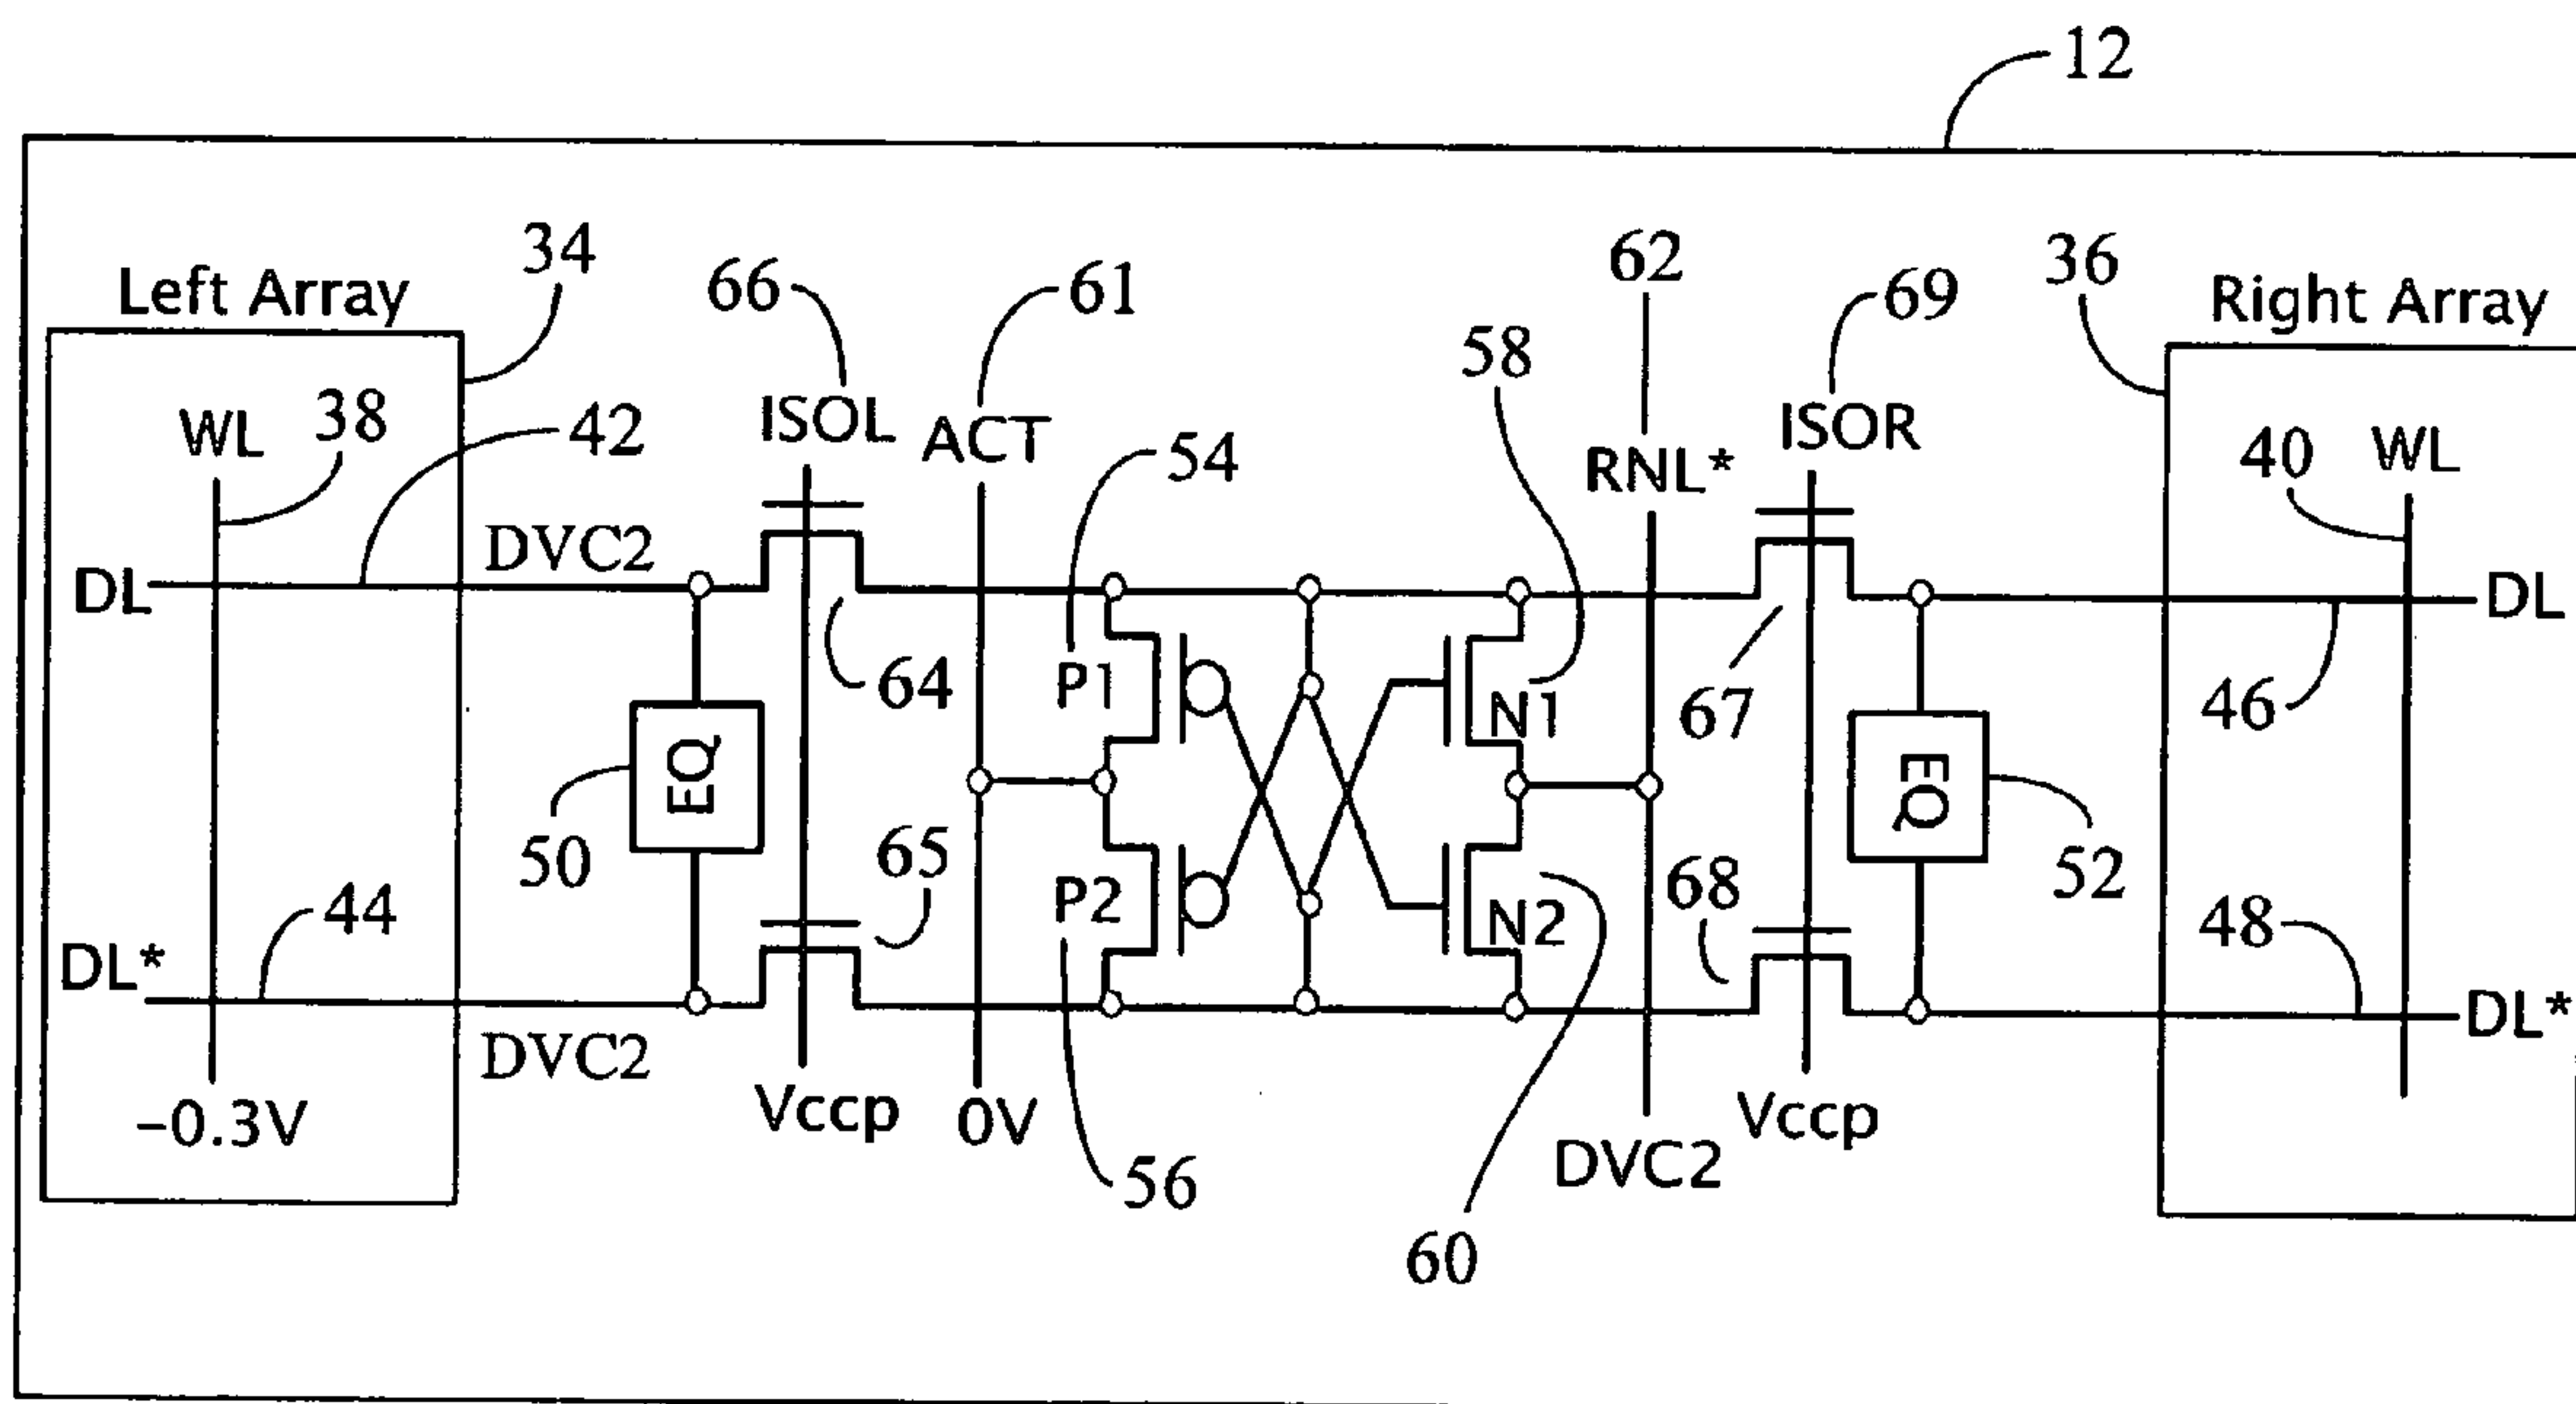 12
34
Left Array
66
61
62
69
36
Right Array
58
WL
38
42
ISOL
ACT
54
RNL*
ISOR
40
WL
DL
DVC2
DL
64
P1
N1
67
46
EQ
EQ
50
65
P2
N2
68
52
44
48
DL*
DL*
DVC2
-0.3V
Vccp
0V
56
DVC2
Vccp
60